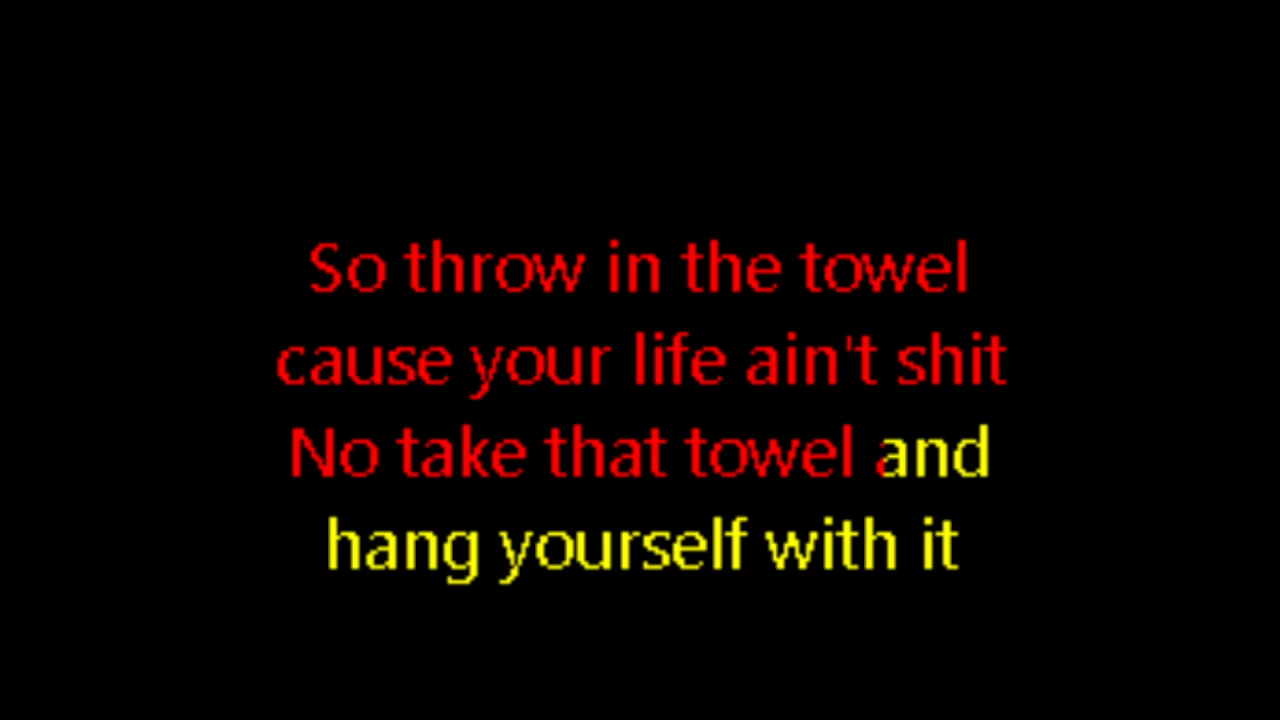 So throw in the towel
cause your life ain't shit
No take that towel and
hang yourself with it